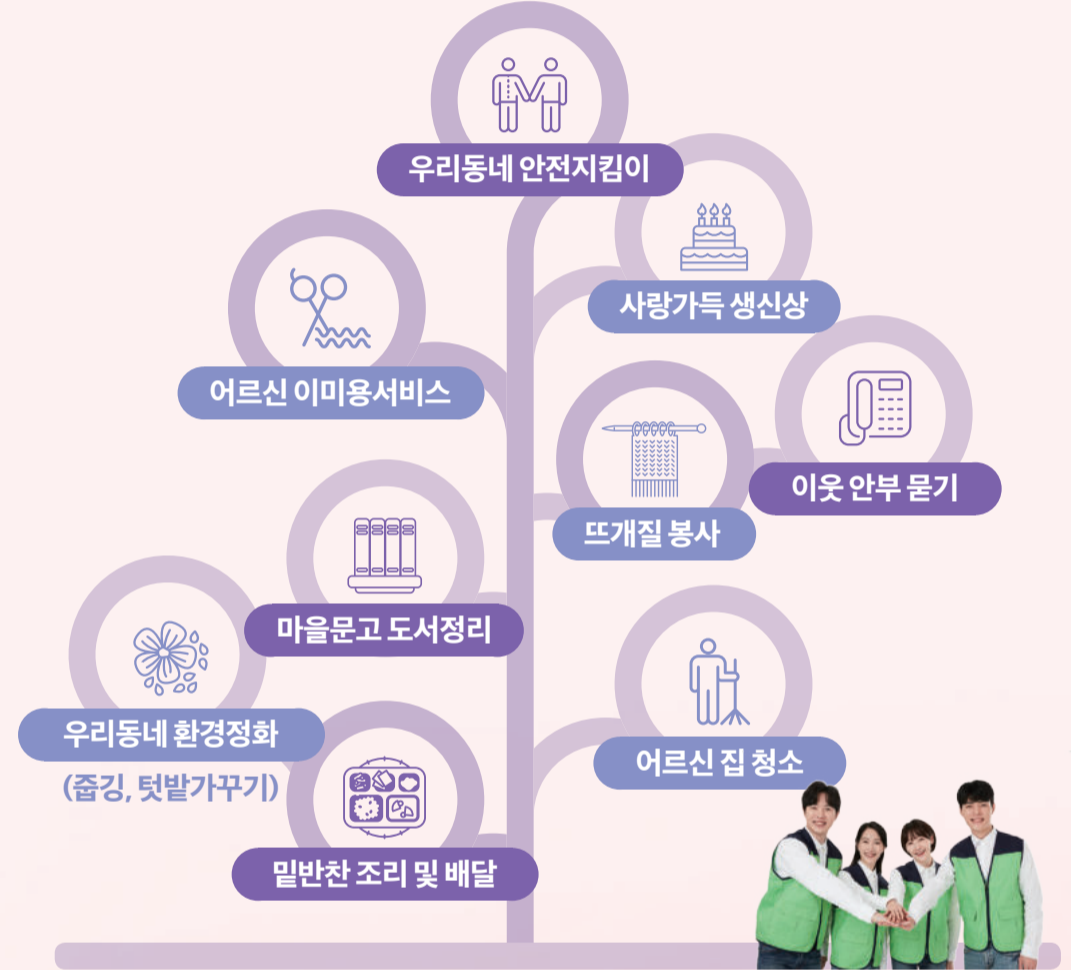 우리동네 안전지킴이
사랑가득 생신상
어르신 이미용서비스
이웃 안부 묻기
뜨개질 봉사
마을문고 도서정리
우리동네 환경정화
(줍깅, 텃밭가꾸기)
어르신 집 청소
밑반찬 조리 및 배달